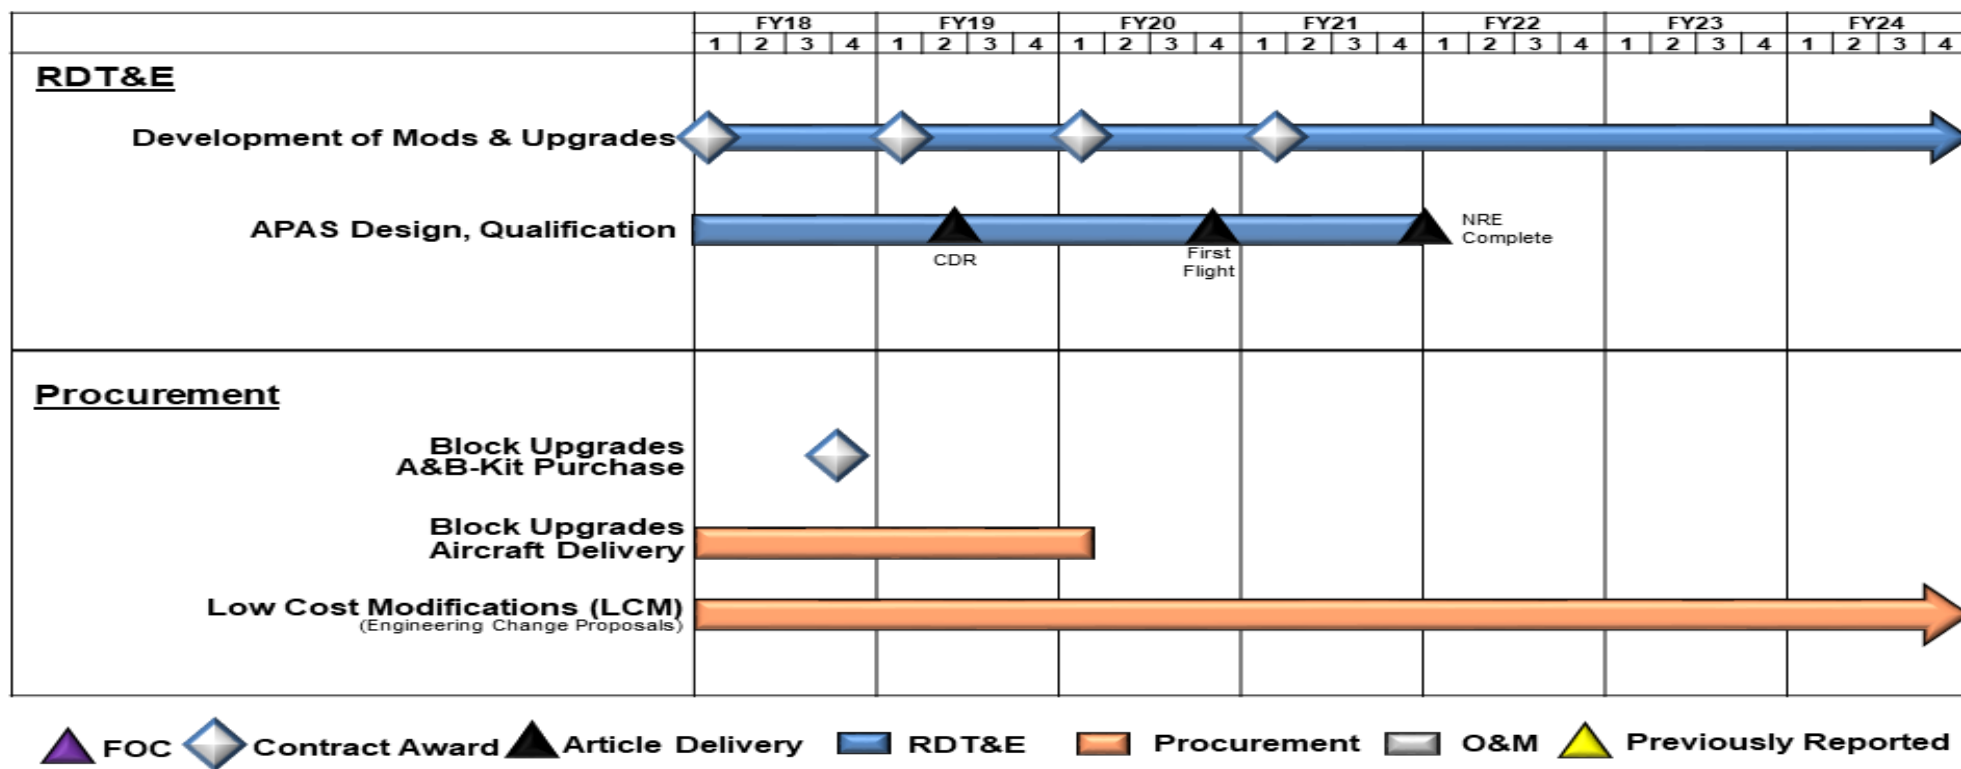 FY18 FY19 FY20 FY21 FY22 FY23 FY24
1 2 3 4 1 2 3 4 1 2 3 4 1 2 3 4 1 2 3 4 1 2 3 4 1 2 3 4
RDT&E
Development of Mods & Upgrades
APAS Design, Qualification
NRE
Complete
CDR
First
Flight
Procurement
Block Upgrades
A&B-Kit Purchase
Block Upgrades
Aircraft Delivery
Low Cost Modifications (LCM)
(Engineering Change Proposals)
FOC Contract Award Article Delivery RDT&E Procurement O&M Previously Reported